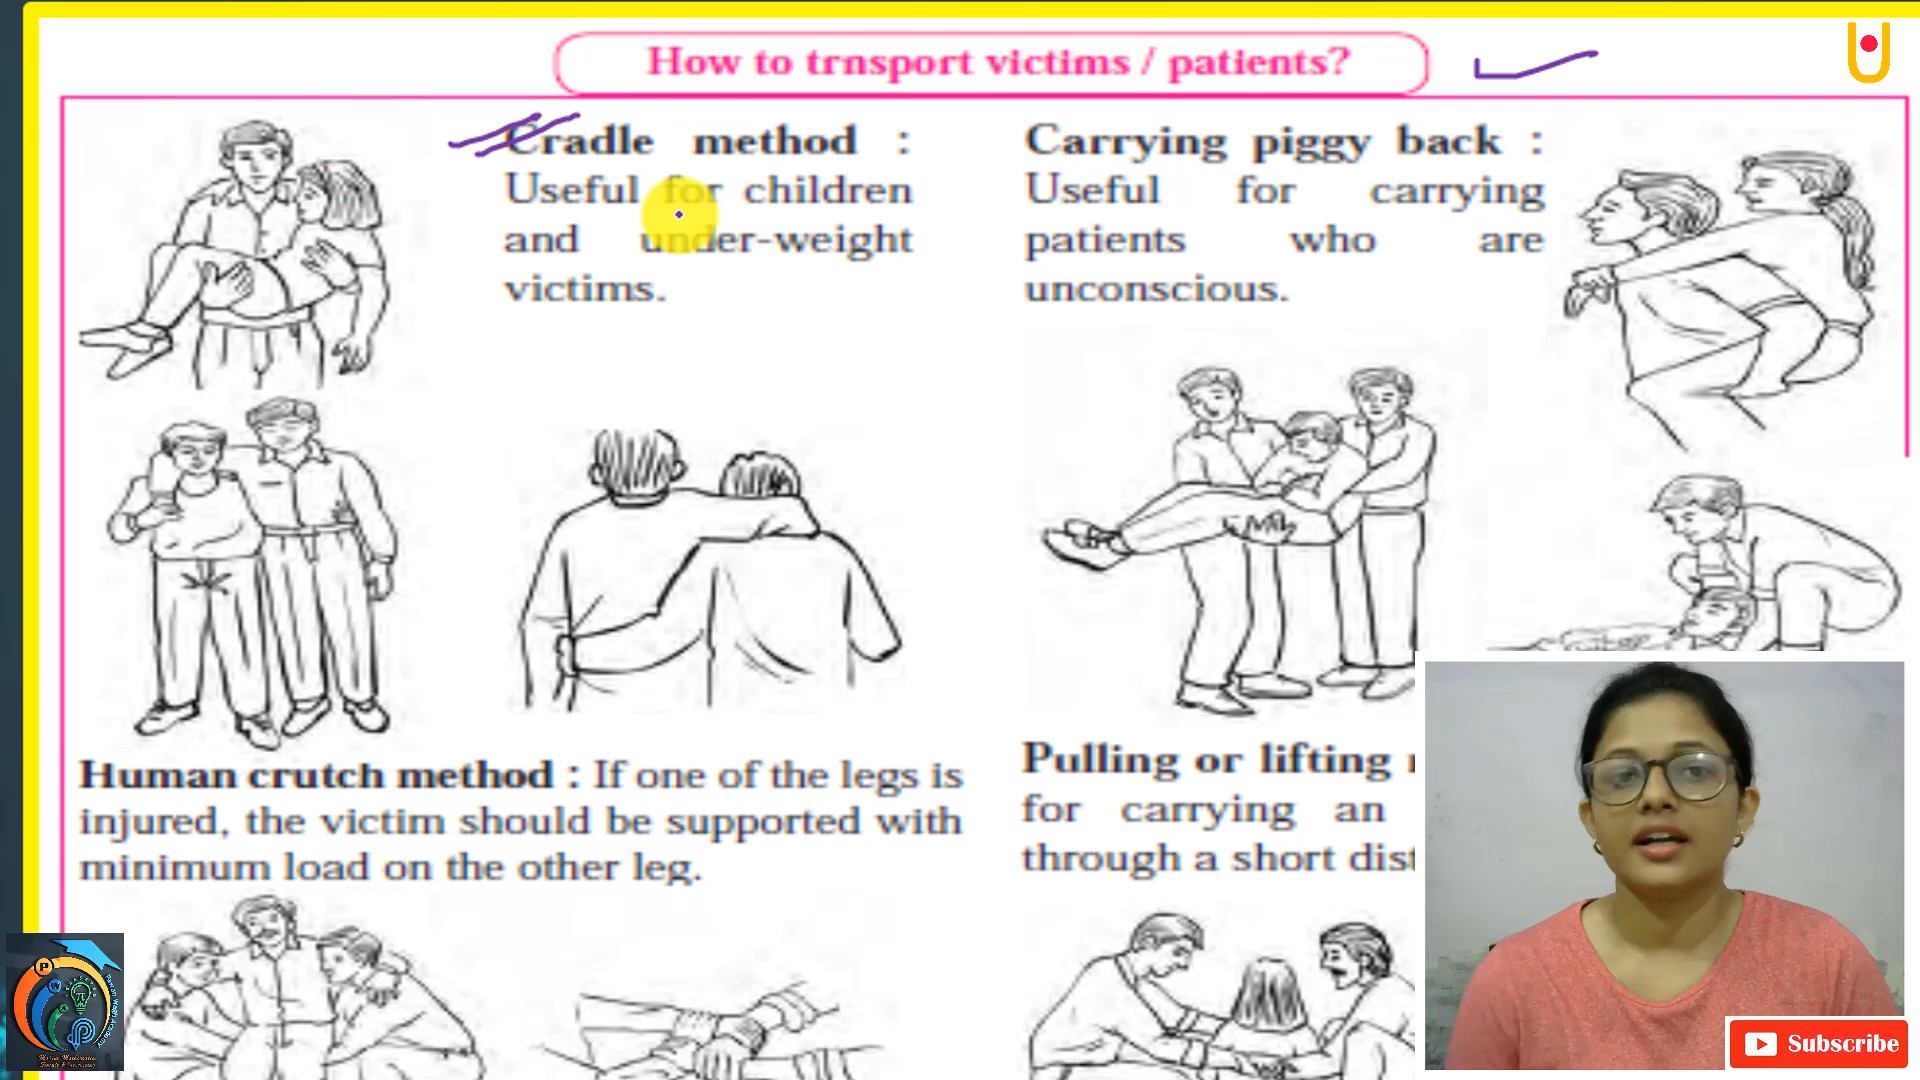 How to trnsport victims / patients?
Cradle method :
Useful for children
and under-weight
victims.
Carrying piggy back :
Useful for carrying
patients who are
unconscious.
Human crutch method : If one of the legs is
injured, the victim should be supported with
minimum load on the other leg.
Pulling or lifting
for carrying an
through a short
Subscribe